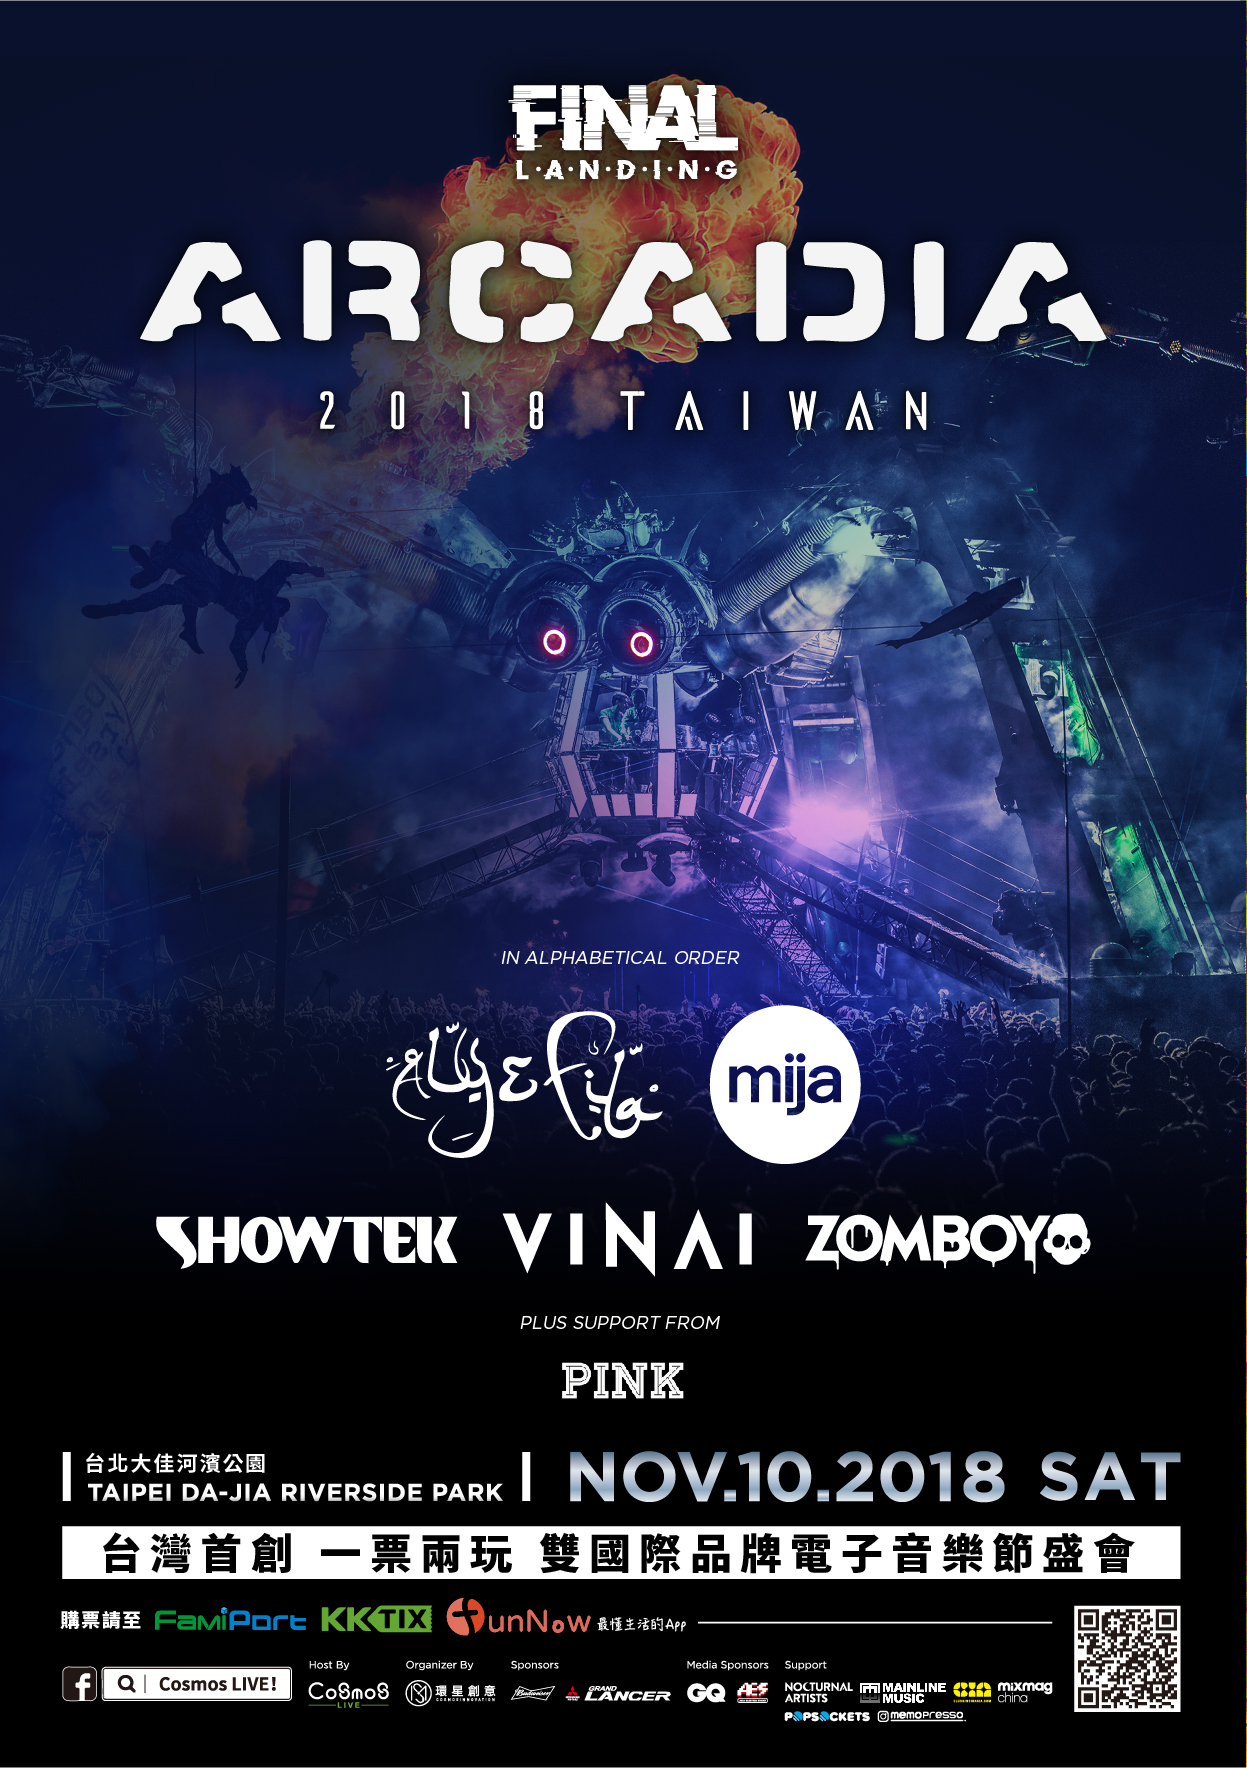 FINAL
L·A·N·D·I·N·G
ARCADIA
2018 TAIWAN
IN ALPHABETICAL ORDER
aly & fila mija
SHOWTEK VINAI ZOMBOY
PLUS SUPPORT FROM
PINK
台北大佳河濱公園
TAIPEI DA-JIA RIVERSIDE PARK
NOV.10.2018 SAT
台灣首創 一票兩玩 雙國際品牌電子音樂節盛會
購票請至 FamiPort KKTIX FunNow 最懂生活的App
f Cosmos LIVE!
Host By
CoSmoS
LIVE
Organizer By
環星創意
COSMOSINNOVATION
Sponsors
Budweiser GRAND LANCER
Media Sponsors
GQ AES
Support
NOCTURNAL ARTISTS MAINLINE MUSIC mixmag china
POPSOCKETS memopresso